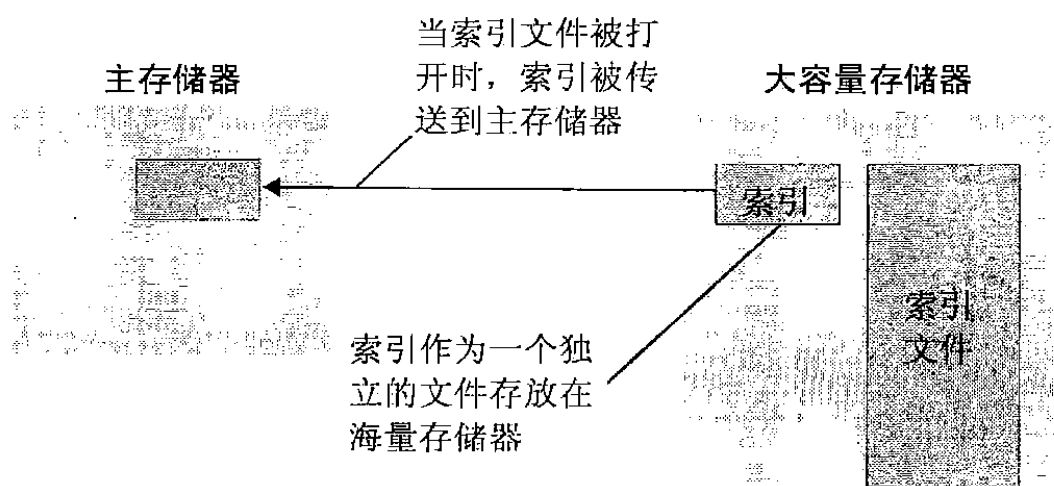 当索引文件被打
开时，索引被传
送到主存储器
主存储器
大容量存储器
索引
索引
文件
索引作为一个独
立的文件存放在
海量存储器